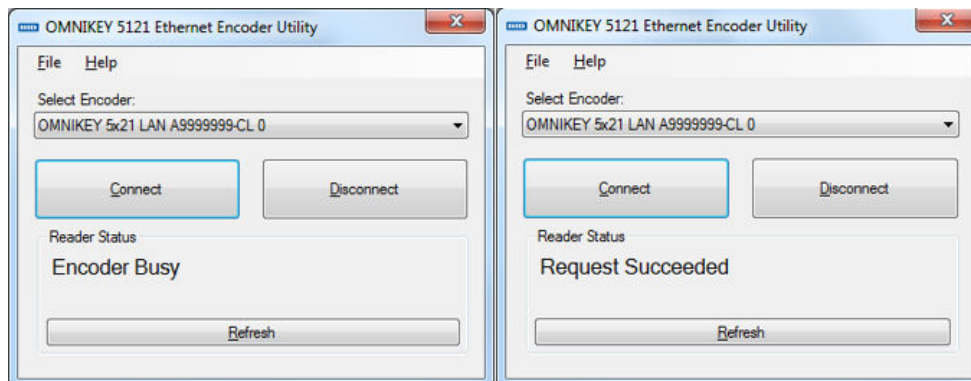 OMNIKEY 5121 Ethernet Encoder Utility
File Help
Select Encoder:
OMNIKEY 5x21 LAN A9999999-CL 0
Connect Disconnect
Reader Status
Encoder Busy
Refresh
OMNIKEY 5121 Ethernet Encoder Utility
File Help
Select Encoder:
OMNIKEY 5x21 LAN A9999999-CL 0
Connect Disconnect
Reader Status
Request Succeeded
Refresh